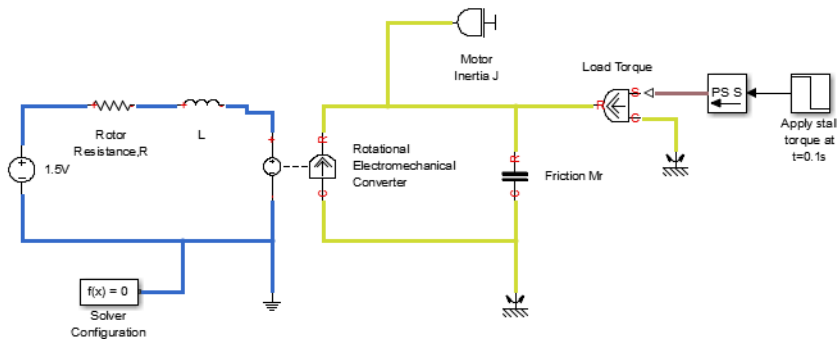 Motor
Inertia J
Load Torque
S
R
C
PS S
Apply stall
torque at
t=0.1s
Rotor
Resistance,R
L
1.5V
R
C
Rotational
Electromechanical
Converter
R
C
Friction Mr
f(x) = 0
Solver
Configuration